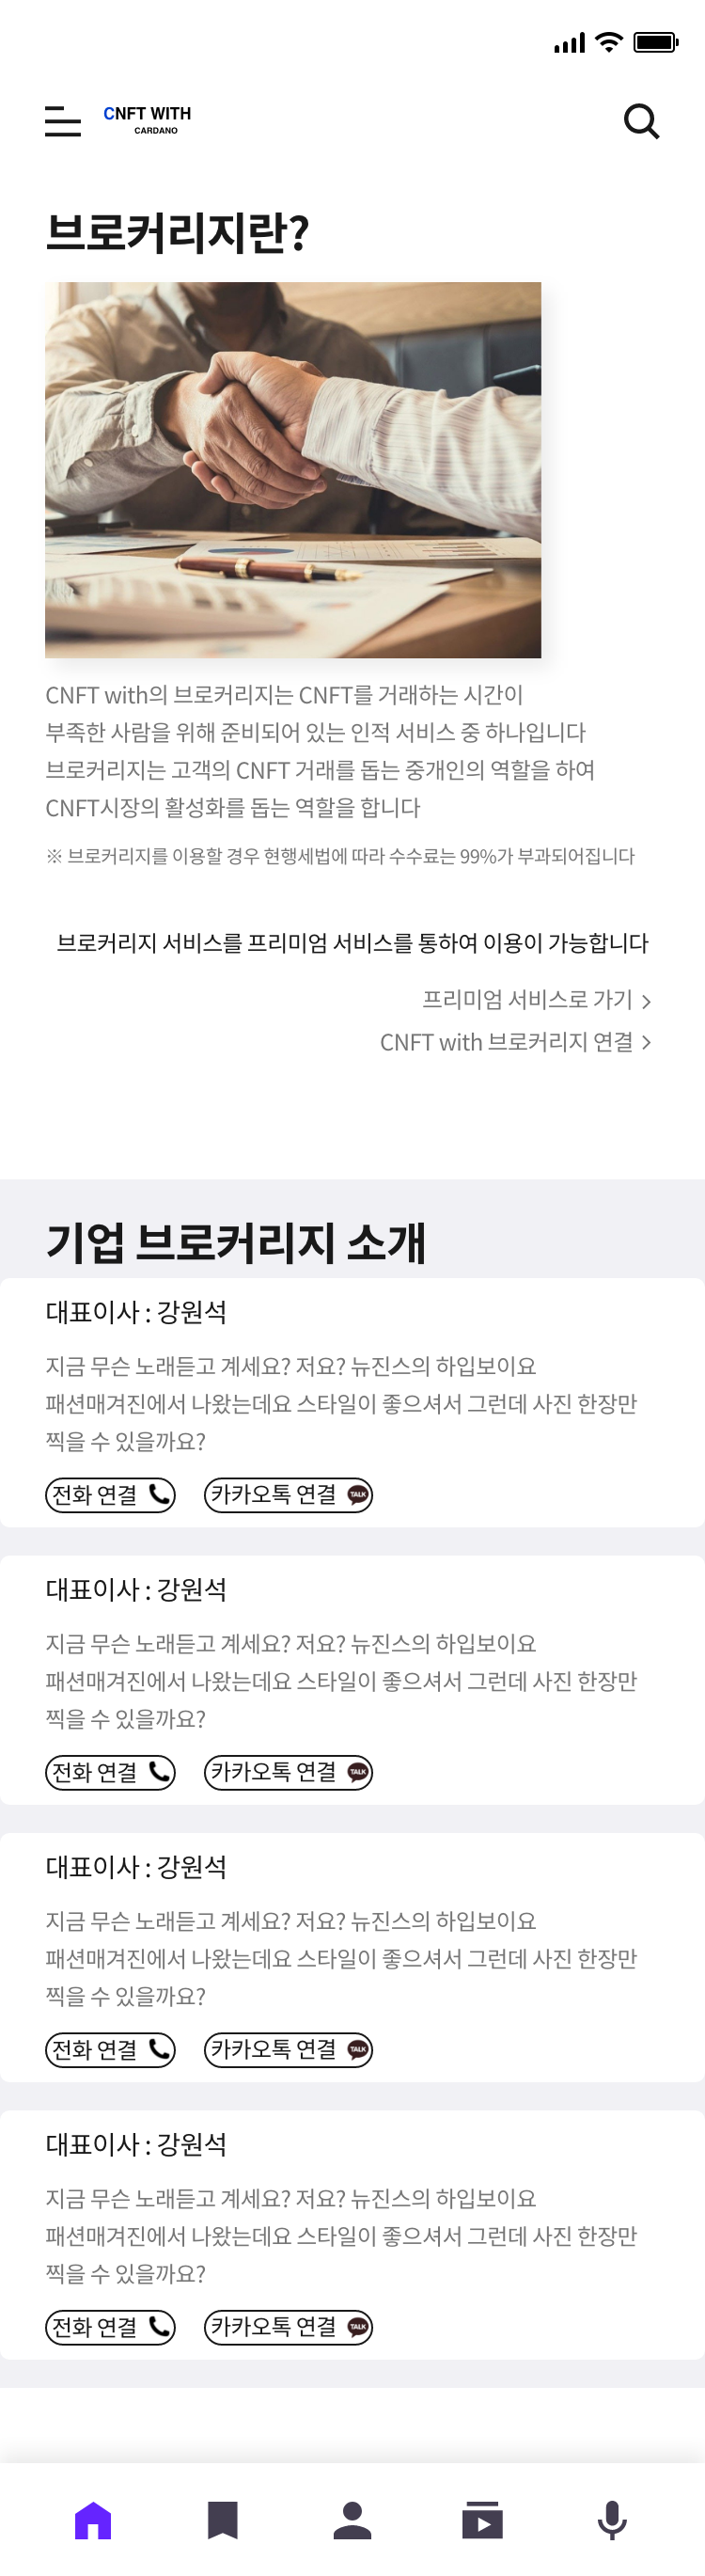 CNFT WITH
CARDANO
브로커리지란?
CNFT with의 브로커리지는 CNFT를 거래하는 시간이
부족한 사람을 위해 준비되어 있는 인적 서비스 중 하나입니다
브로커리지는 고객의 CNFT 거래를 돕는 중개인의 역할을 하여
CNFT시장의 활성화를 돕는 역할을 합니다
※ 브로커리지를 이용할 경우 현행세법에 따라 수수료는 99%가 부과되어집니다
브로커리지 서비스를 프리미엄 서비스를 통하여 이용이 가능합니다
프리미엄 서비스로 가기 >
CNFT with 브로커리지 연결 >
기업 브로커리지 소개
대표이사 : 강원석
지금 무슨 노래듣고 계세요? 저요? 뉴진스의 하입보이요
패션매겨진에서 나왔는데요 스타일이 좋으셔서 그런데 사진 한장만
찍을 수 있을까요?
전화 연결
카카오톡 연결 TALK
대표이사 : 강원석
지금 무슨 노래듣고 계세요? 저요? 뉴진스의 하입보이요
패션매겨진에서 나왔는데요 스타일이 좋으셔서 그런데 사진 한장만
찍을 수 있을까요?
전화 연결
카카오톡 연결 TALK
대표이사 : 강원석
지금 무슨 노래듣고 계세요? 저요? 뉴진스의 하입보이요
패션매겨진에서 나왔는데요 스타일이 좋으셔서 그런데 사진 한장만
찍을 수 있을까요?
전화 연결
카카오톡 연결 TALK
대표이사 : 강원석
지금 무슨 노래듣고 계세요? 저요? 뉴진스의 하입보이요
패션매겨진에서 나왔는데요 스타일이 좋으셔서 그런데 사진 한장만
찍을 수 있을까요?
전화 연결
카카오톡 연결 TALK